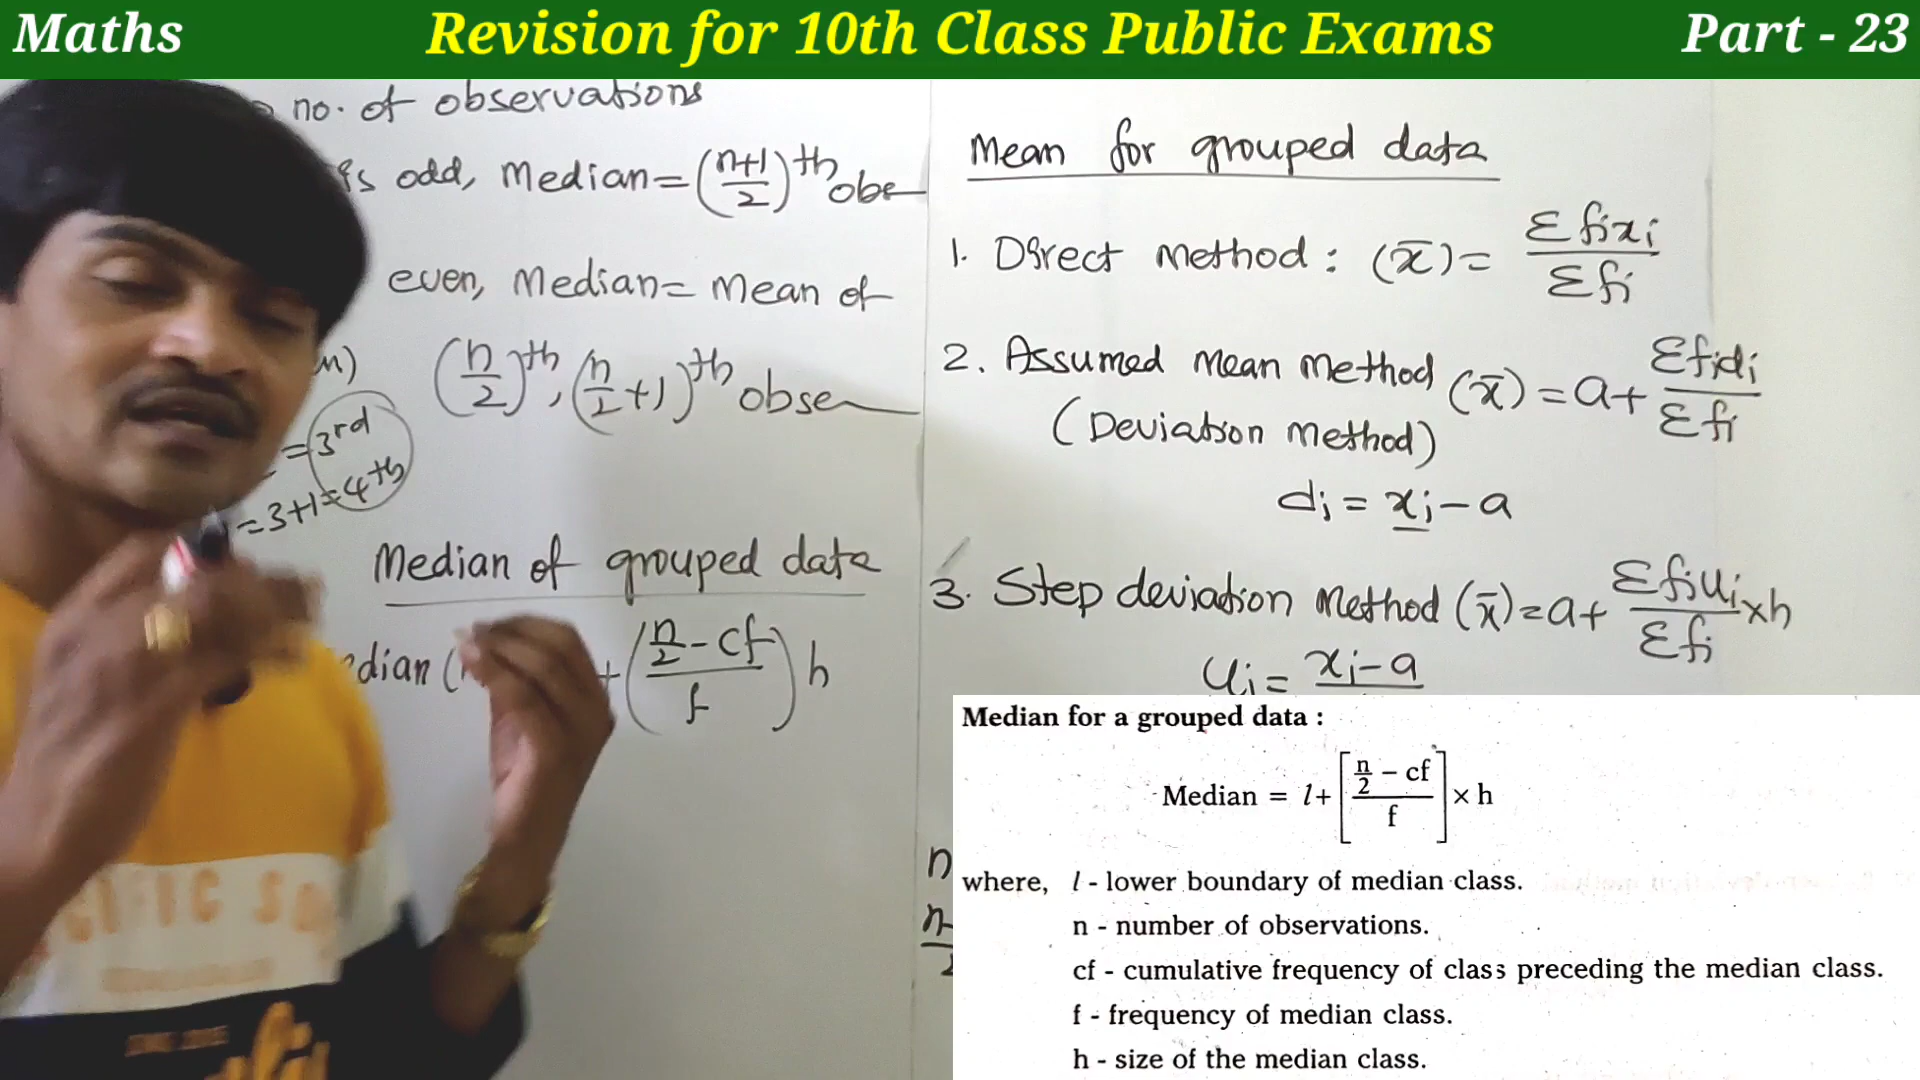 Maths
Revision for 10th Class Public Exams
Part - 23
no. of observations
is odd, Median = (n+1/2)th obse
even, Median = Mean of
(n/2)th, (n/2 + 1)th obse
= 3rd
= 3+1 = 4th
Median of grouped data
dian ( + (n/2 - cf / f) h
Mean for grouped data
1. Direct Method : (x̄) = Σfixi / Σfi
2. Assumed Mean Method (x̄) = a + Σfidi / Σfi
(Deviation Method)
di = xi - a
3. Step deviation Method (x̄) = a + Σfiui / Σfi × h
ui = xi - a
n
n
2
Median for a grouped data :
Median = l + [n/2 - cf / f] × h
where, l - lower boundary of median class.
n - number of observations.
cf - cumulative frequency of class preceding the median class.
f - frequency of median class.
h - size of the median class.